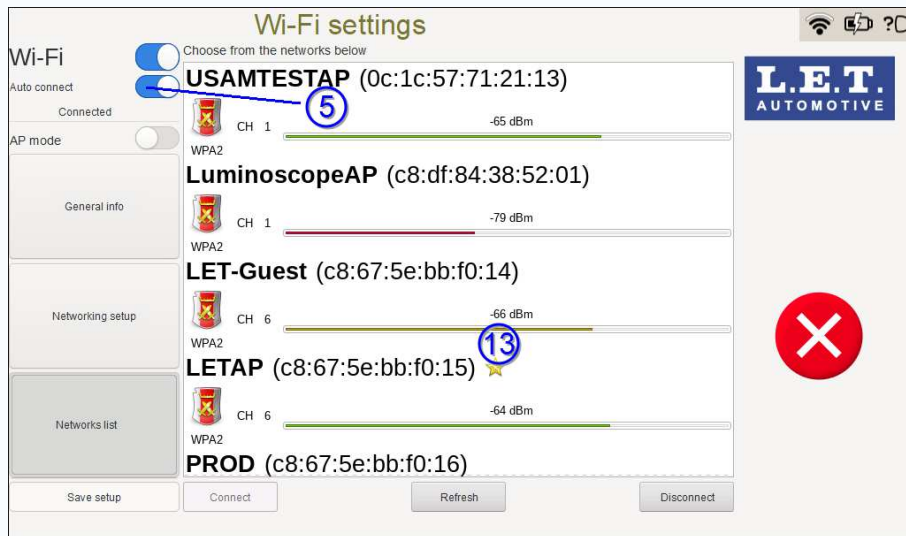 Wi-Fi settings
Wi-Fi
Choose from the networks below
Auto connect
Connected
AP mode
General info
Networking setup
Networks list
Save setup
USAMTESTAP (0c:1c:57:71:21:13)
5
CH 1
-65 dBm
WPA2
LuminoscopeAP (c8:df:84:38:52:01)
CH 1
-79 dBm
WPA2
LET-Guest (c8:67:5e:bb:f0:14)
CH 6
-66 dBm
WPA2
13
LETAP (c8:67:5e:bb:f0:15)
CH 6
-64 dBm
WPA2
PROD (c8:67:5e:bb:f0:16)
Connect
Refresh
Disconnect
?
L.E.T.
AUTOMOTIVE